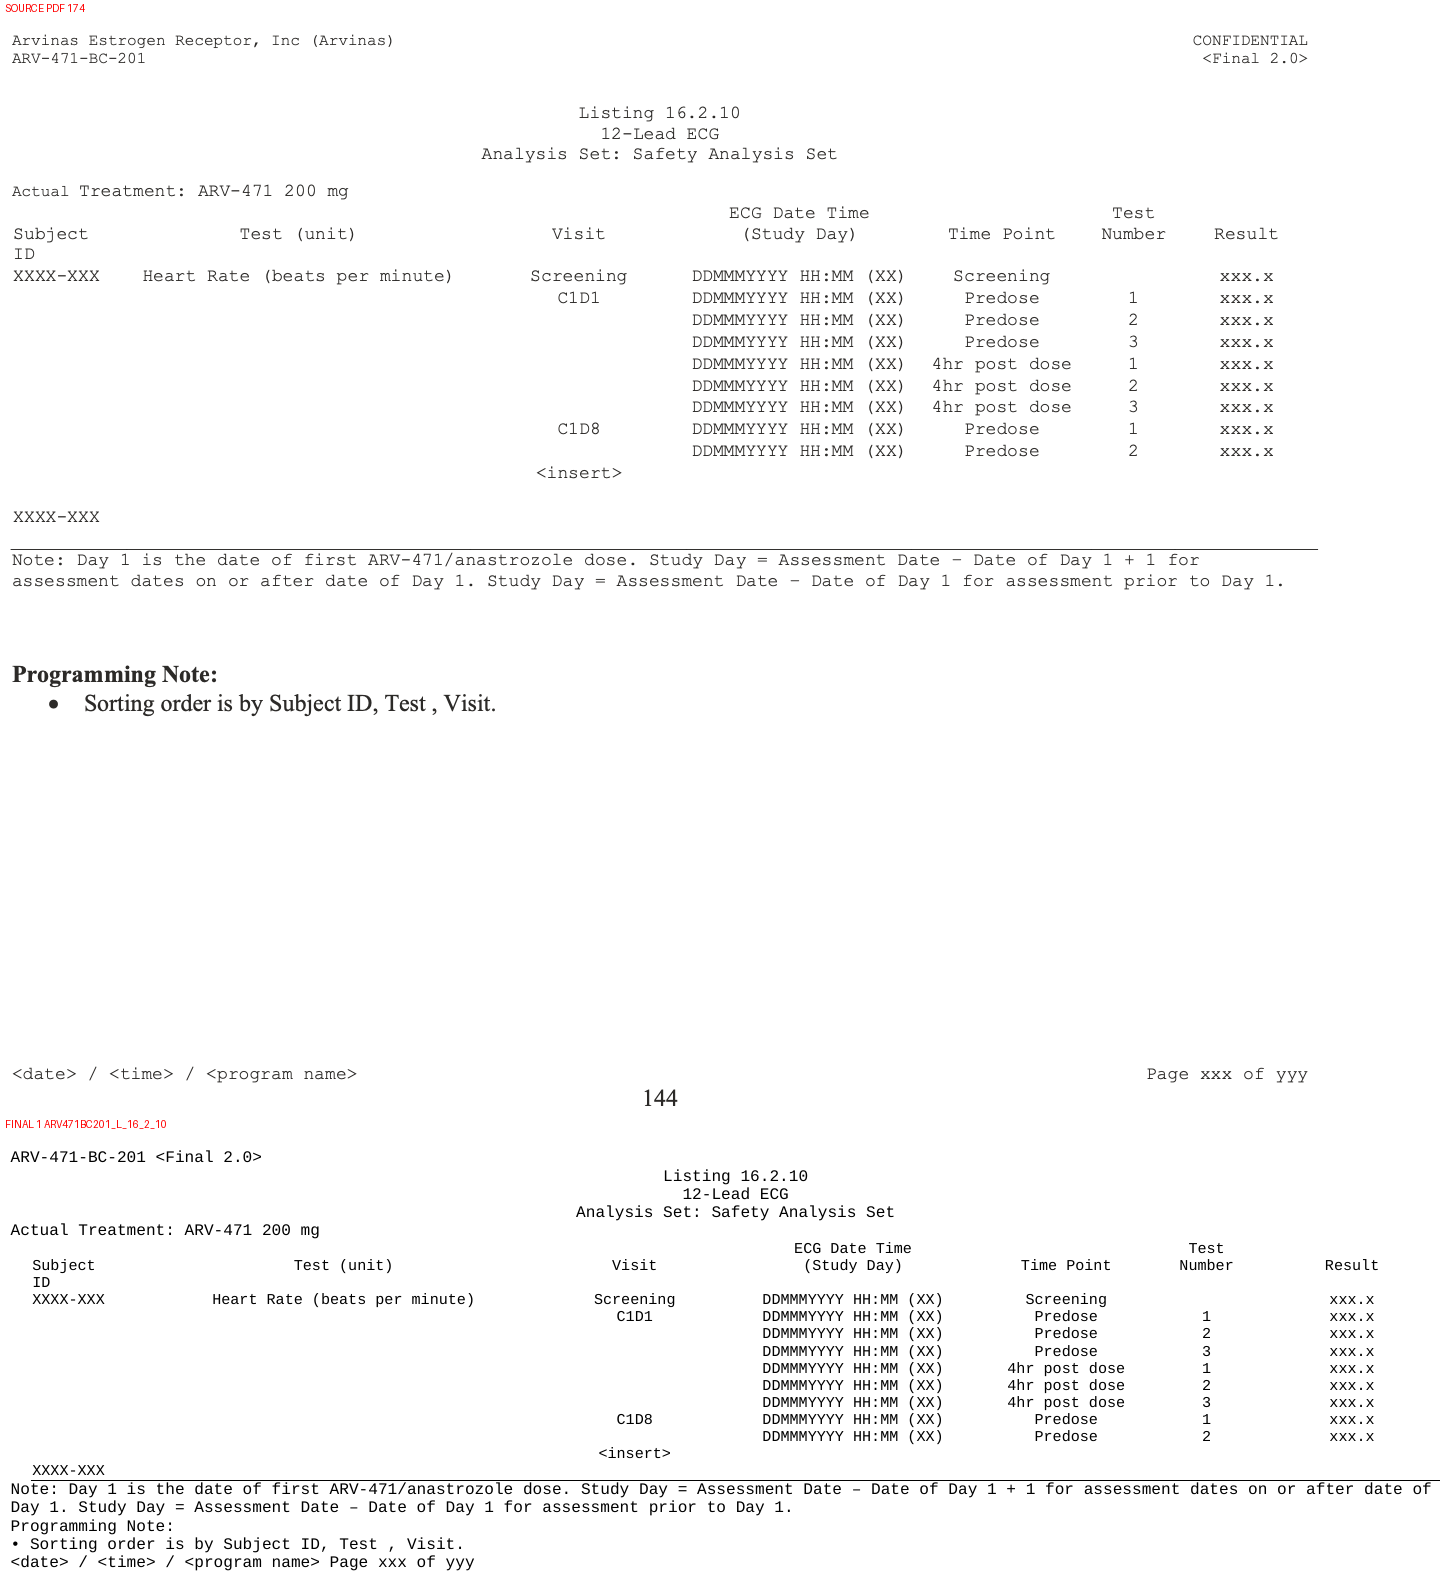 SOURCE PDF 174
Arvinas Estrogen Receptor, Inc (Arvinas) CONFIDENTIAL
ARV-471-BC-201 <Final 2.0>
Listing 16.2.10
12-Lead ECG
Analysis Set: Safety Analysis Set
Actual Treatment: ARV-471 200 mg
ECG Date Time Test
Subject Test (unit) Visit (Study Day) Time Point Number Result
ID
XXXX-XXX Heart Rate (beats per minute) Screening DDMMMYYYY HH:MM (XX) Screening xxx.x
C1D1 DDMMMYYYY HH:MM (XX) Predose 1 xxx.x
DDMMMYYYY HH:MM (XX) Predose 2 xxx.x
DDMMMYYYY HH:MM (XX) Predose 3 xxx.x
DDMMMYYYY HH:MM (XX) 4hr post dose 1 xxx.x
DDMMMYYYY HH:MM (XX) 4hr post dose 2 xxx.x
DDMMMYYYY HH:MM (XX) 4hr post dose 3 xxx.x
C1D8 DDMMMYYYY HH:MM (XX) Predose 1 xxx.x
DDMMMYYYY HH:MM (XX) Predose 2 xxx.x
<insert>
XXXX-XXX
Note: Day 1 is the date of first ARV-471/anastrozole dose. Study Day = Assessment Date – Date of Day 1 + 1 for
assessment dates on or after date of Day 1. Study Day = Assessment Date – Date of Day 1 for assessment prior to Day 1.
Programming Note:
• Sorting order is by Subject ID, Test , Visit.
<date> / <time> / <program name> Page xxx of yyy
144
FINAL 1 ARV471BC201_L_16_2_10
ARV-471-BC-201 <Final 2.0>
Listing 16.2.10
12-Lead ECG
Analysis Set: Safety Analysis Set
Actual Treatment: ARV-471 200 mg
ECG Date Time Test
Subject Test (unit) Visit (Study Day) Time Point Number Result
ID
XXXX-XXX Heart Rate (beats per minute) Screening DDMMMYYYY HH:MM (XX) Screening xxx.x
C1D1 DDMMMYYYY HH:MM (XX) Predose 1 xxx.x
DDMMMYYYY HH:MM (XX) Predose 2 xxx.x
DDMMMYYYY HH:MM (XX) Predose 3 xxx.x
DDMMMYYYY HH:MM (XX) 4hr post dose 1 xxx.x
DDMMMYYYY HH:MM (XX) 4hr post dose 2 xxx.x
DDMMMYYYY HH:MM (XX) 4hr post dose 3 xxx.x
C1D8 DDMMMYYYY HH:MM (XX) Predose 1 xxx.x
DDMMMYYYY HH:MM (XX) Predose 2 xxx.x
<insert>
XXXX-XXX
Note: Day 1 is the date of first ARV-471/anastrozole dose. Study Day = Assessment Date – Date of Day 1 + 1 for assessment dates on or after date of
Day 1. Study Day = Assessment Date – Date of Day 1 for assessment prior to Day 1.
Programming Note:
• Sorting order is by Subject ID, Test , Visit.
<date> / <time> / <program name> Page xxx of yyy